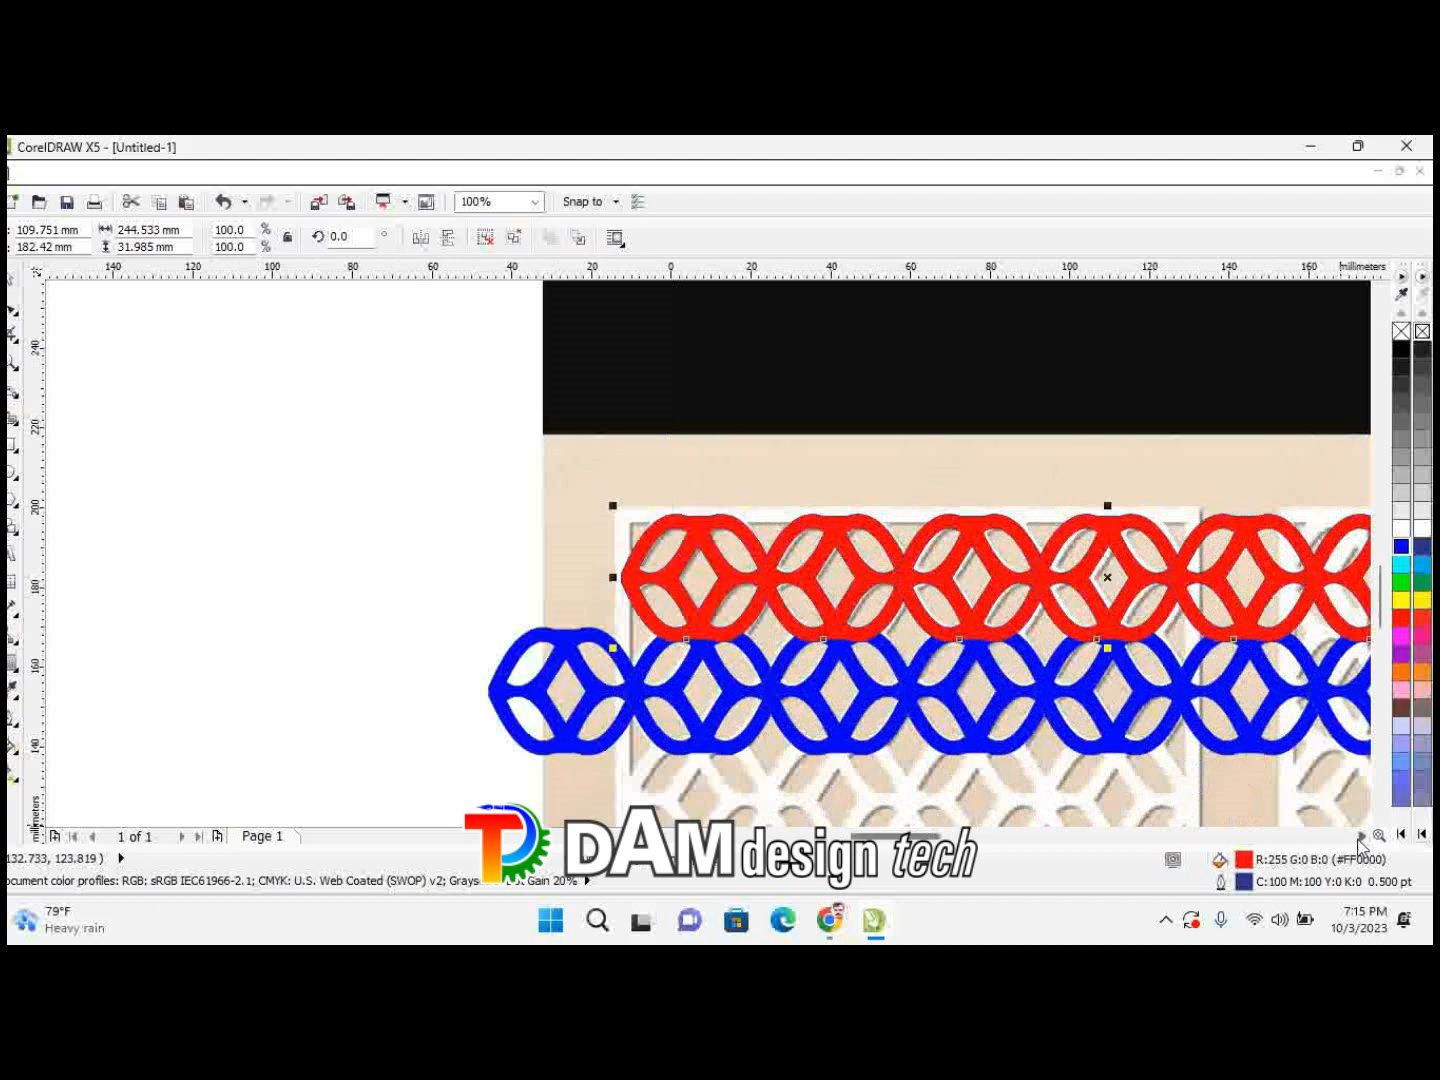 CorelDRAW X5 - [Untitled-1]
100% Snap to
109.751 mm 244.533 mm 100.0 %
182.42 mm 31.985 mm 100.0 % 0.0 °
140 120 100 80 60 40 20 0 20 40 60 80 100 120 140 160 millimeters
240
220
200
180
160
140
millimeters
1 of 1 Page 1
132.733, 123.819 )
R:255 G:0 B:0 (#FF0000)
ocument color profiles: RGB: sRGB IEC61966-2.1; CMYK: U.S. Web Coated (SWOP) v2; Grays Gain 20%
C:100 M:100 Y:0 K:0 0.500 pt
DAM design tech
79°F
Heavy rain
7:15 PM
10/3/2023